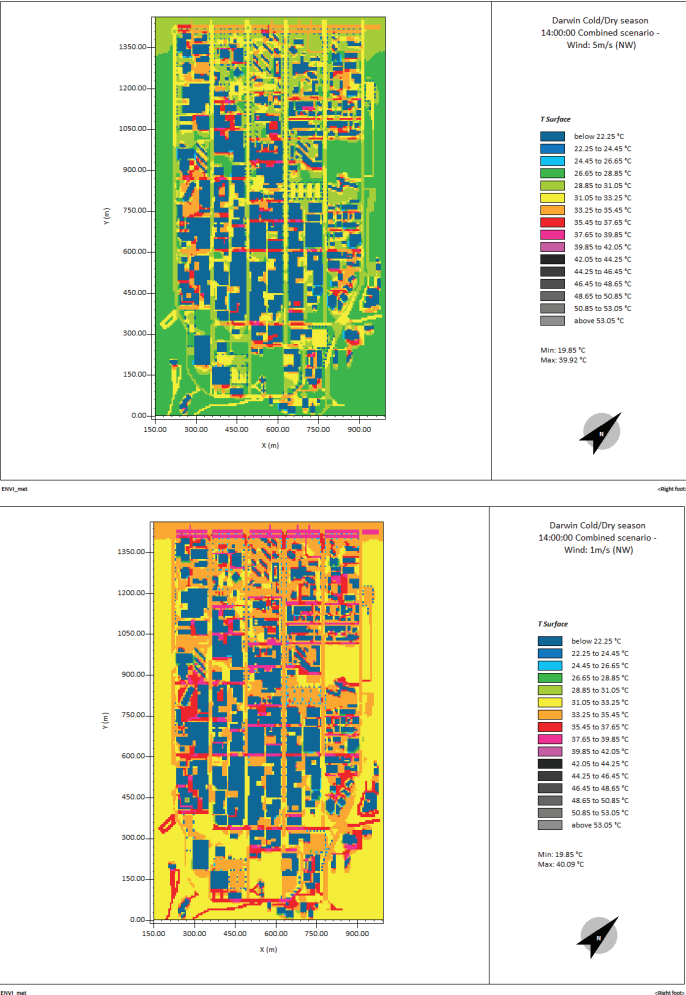 Darwin Cold/Dry season
14:00:00 Combined scenario -
Wind: 5m/s (NW)
T Surface
below 22.25 °C
22.25 to 24.45 °C
24.45 to 26.65 °C
26.65 to 28.85 °C
28.85 to 31.05 °C
31.05 to 33.25 °C
33.25 to 35.45 °C
35.45 to 37.65 °C
37.65 to 39.85 °C
39.85 to 42.05 °C
42.05 to 44.25 °C
44.25 to 46.45 °C
46.45 to 48.65 °C
48.65 to 50.85 °C
50.85 to 53.05 °C
above 53.05 °C
Min: 19.85 °C
Max: 39.92 °C
N
1350.00
1200.00
1050.00
900.00
750.00
600.00
450.00
300.00
150.00
0.00
Y (m)
150.00 300.00 450.00 600.00 750.00 900.00
X (m)
ENVI_met
<Right foot>
Darwin Cold/Dry season
14:00:00 Combined scenario -
Wind: 1m/s (NW)
T Surface
below 22.25 °C
22.25 to 24.45 °C
24.45 to 26.65 °C
26.65 to 28.85 °C
28.85 to 31.05 °C
31.05 to 33.25 °C
33.25 to 35.45 °C
35.45 to 37.65 °C
37.65 to 39.85 °C
39.85 to 42.05 °C
42.05 to 44.25 °C
44.25 to 46.45 °C
46.45 to 48.65 °C
48.65 to 50.85 °C
50.85 to 53.05 °C
above 53.05 °C
Min: 19.85 °C
Max: 40.09 °C
N
1350.00
1200.00
1050.00
900.00
750.00
600.00
450.00
300.00
150.00
0.00
Y (m)
150.00 300.00 450.00 600.00 750.00 900.00
X (m)
ENVI_met
<Right foot>